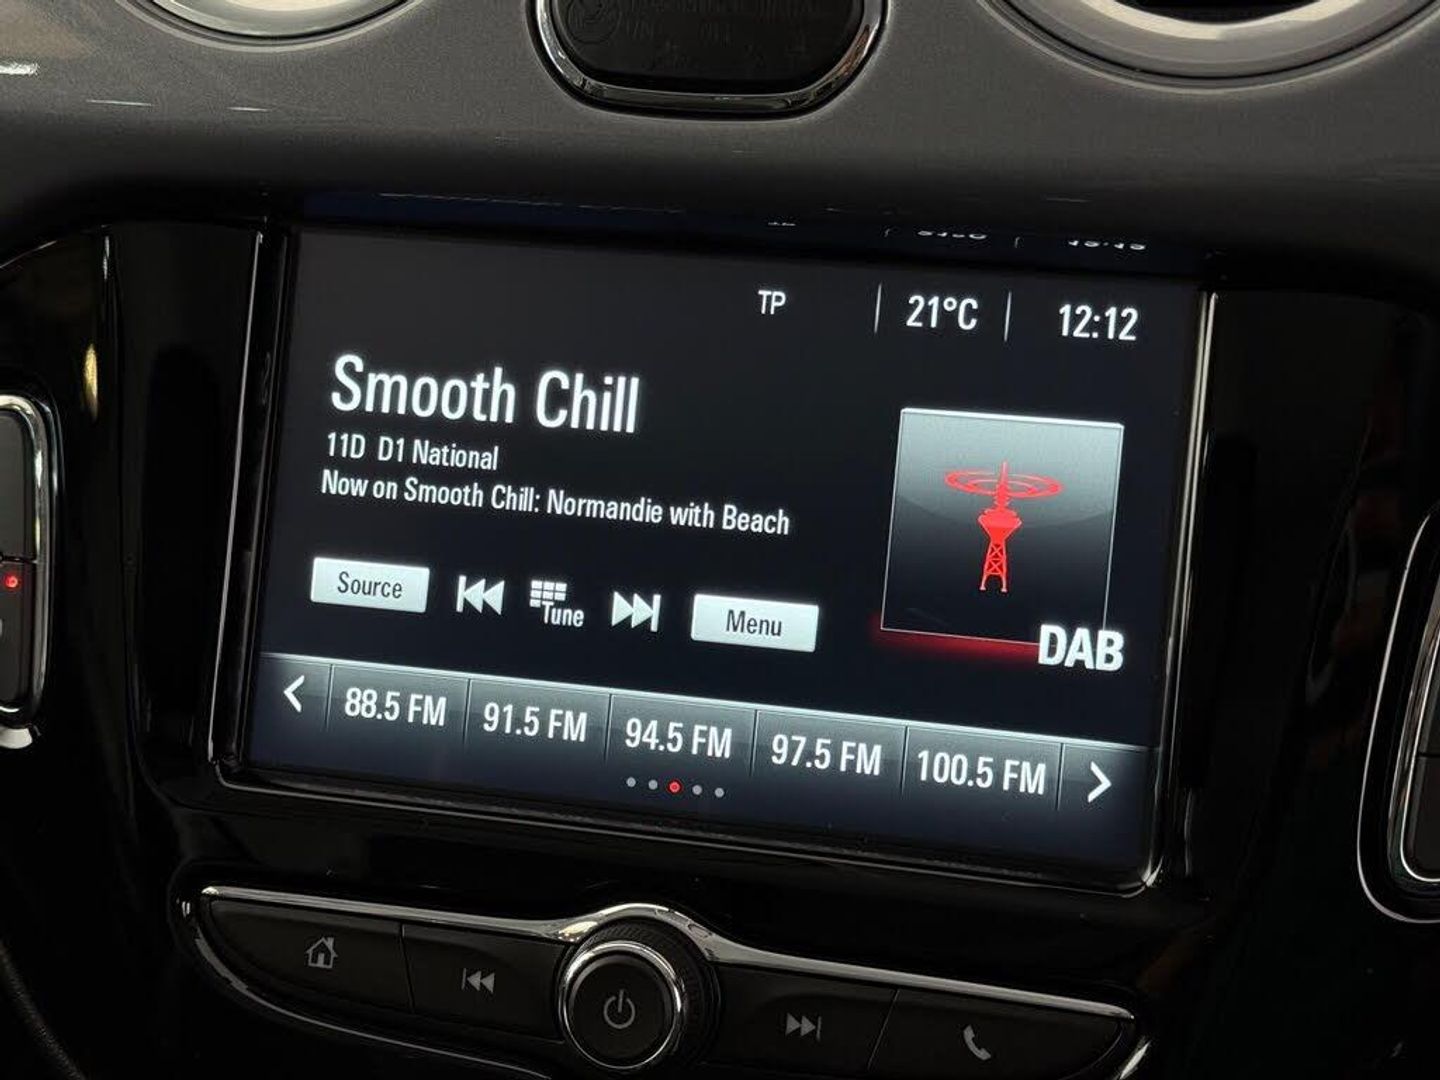 TP 21°C 12:12
Smooth Chill
11D D1 National
Now on Smooth Chill: Normandie with Beach
Source Tune Menu
DAB
88.5 FM 91.5 FM 94.5 FM 97.5 FM 100.5 FM